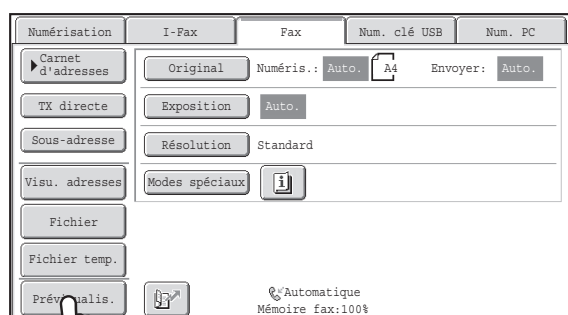 Numérisation I-Fax Fax Num. clé USB Num. PC
Carnet
d'adresses
Original Numéris.: Auto. A4 Envoyer: Auto.
TX directe Exposition Auto.
Sous-adresse Résolution Standard
Visu. adresses Modes spéciaux
Fichier
Fichier temp.
Prévisualis.
Automatique
Mémoire fax:100%